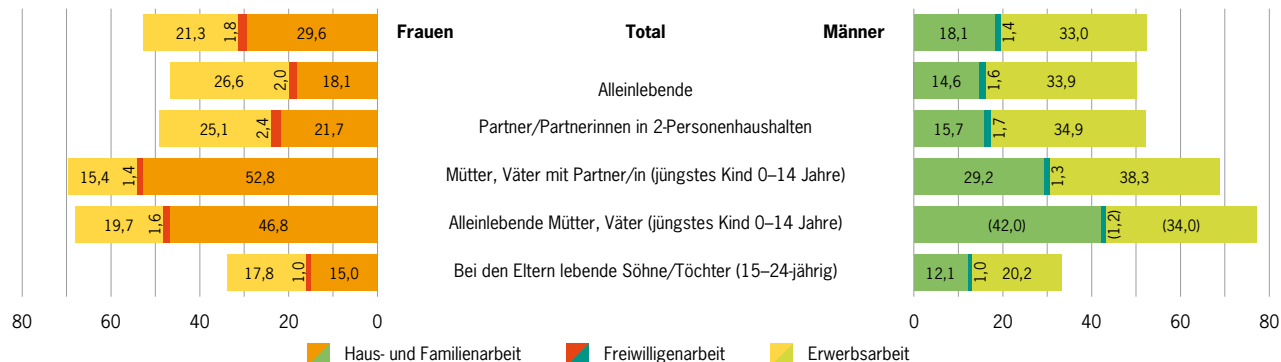 21,3 1,8 29,6 Frauen Total Männer 18,1 1,4 33,0
26,6 2,0 18,1 Alleinlebende 14,6 1,6 33,9
25,1 2,4 21,7 Partner/Partnerinnen in 2-Personenhaushalten 15,7 1,7 34,9
15,4 1,4 52,8 Mütter, Väter mit Partner/in (jüngstes Kind 0–14 Jahre) 29,2 1,3 38,3
19,7 1,6 46,8 Alleinlebende Mütter, Väter (jüngstes Kind 0–14 Jahre) (42,0) (1,2) (34,0)
17,8 1,0 15,0 Bei den Eltern lebende Söhne/Töchter (15–24-jährig) 12,1 1,0 20,2
80 60 40 20 0 0 20 40 60 80
Haus- und Familienarbeit Freiwilligenarbeit Erwerbsarbeit